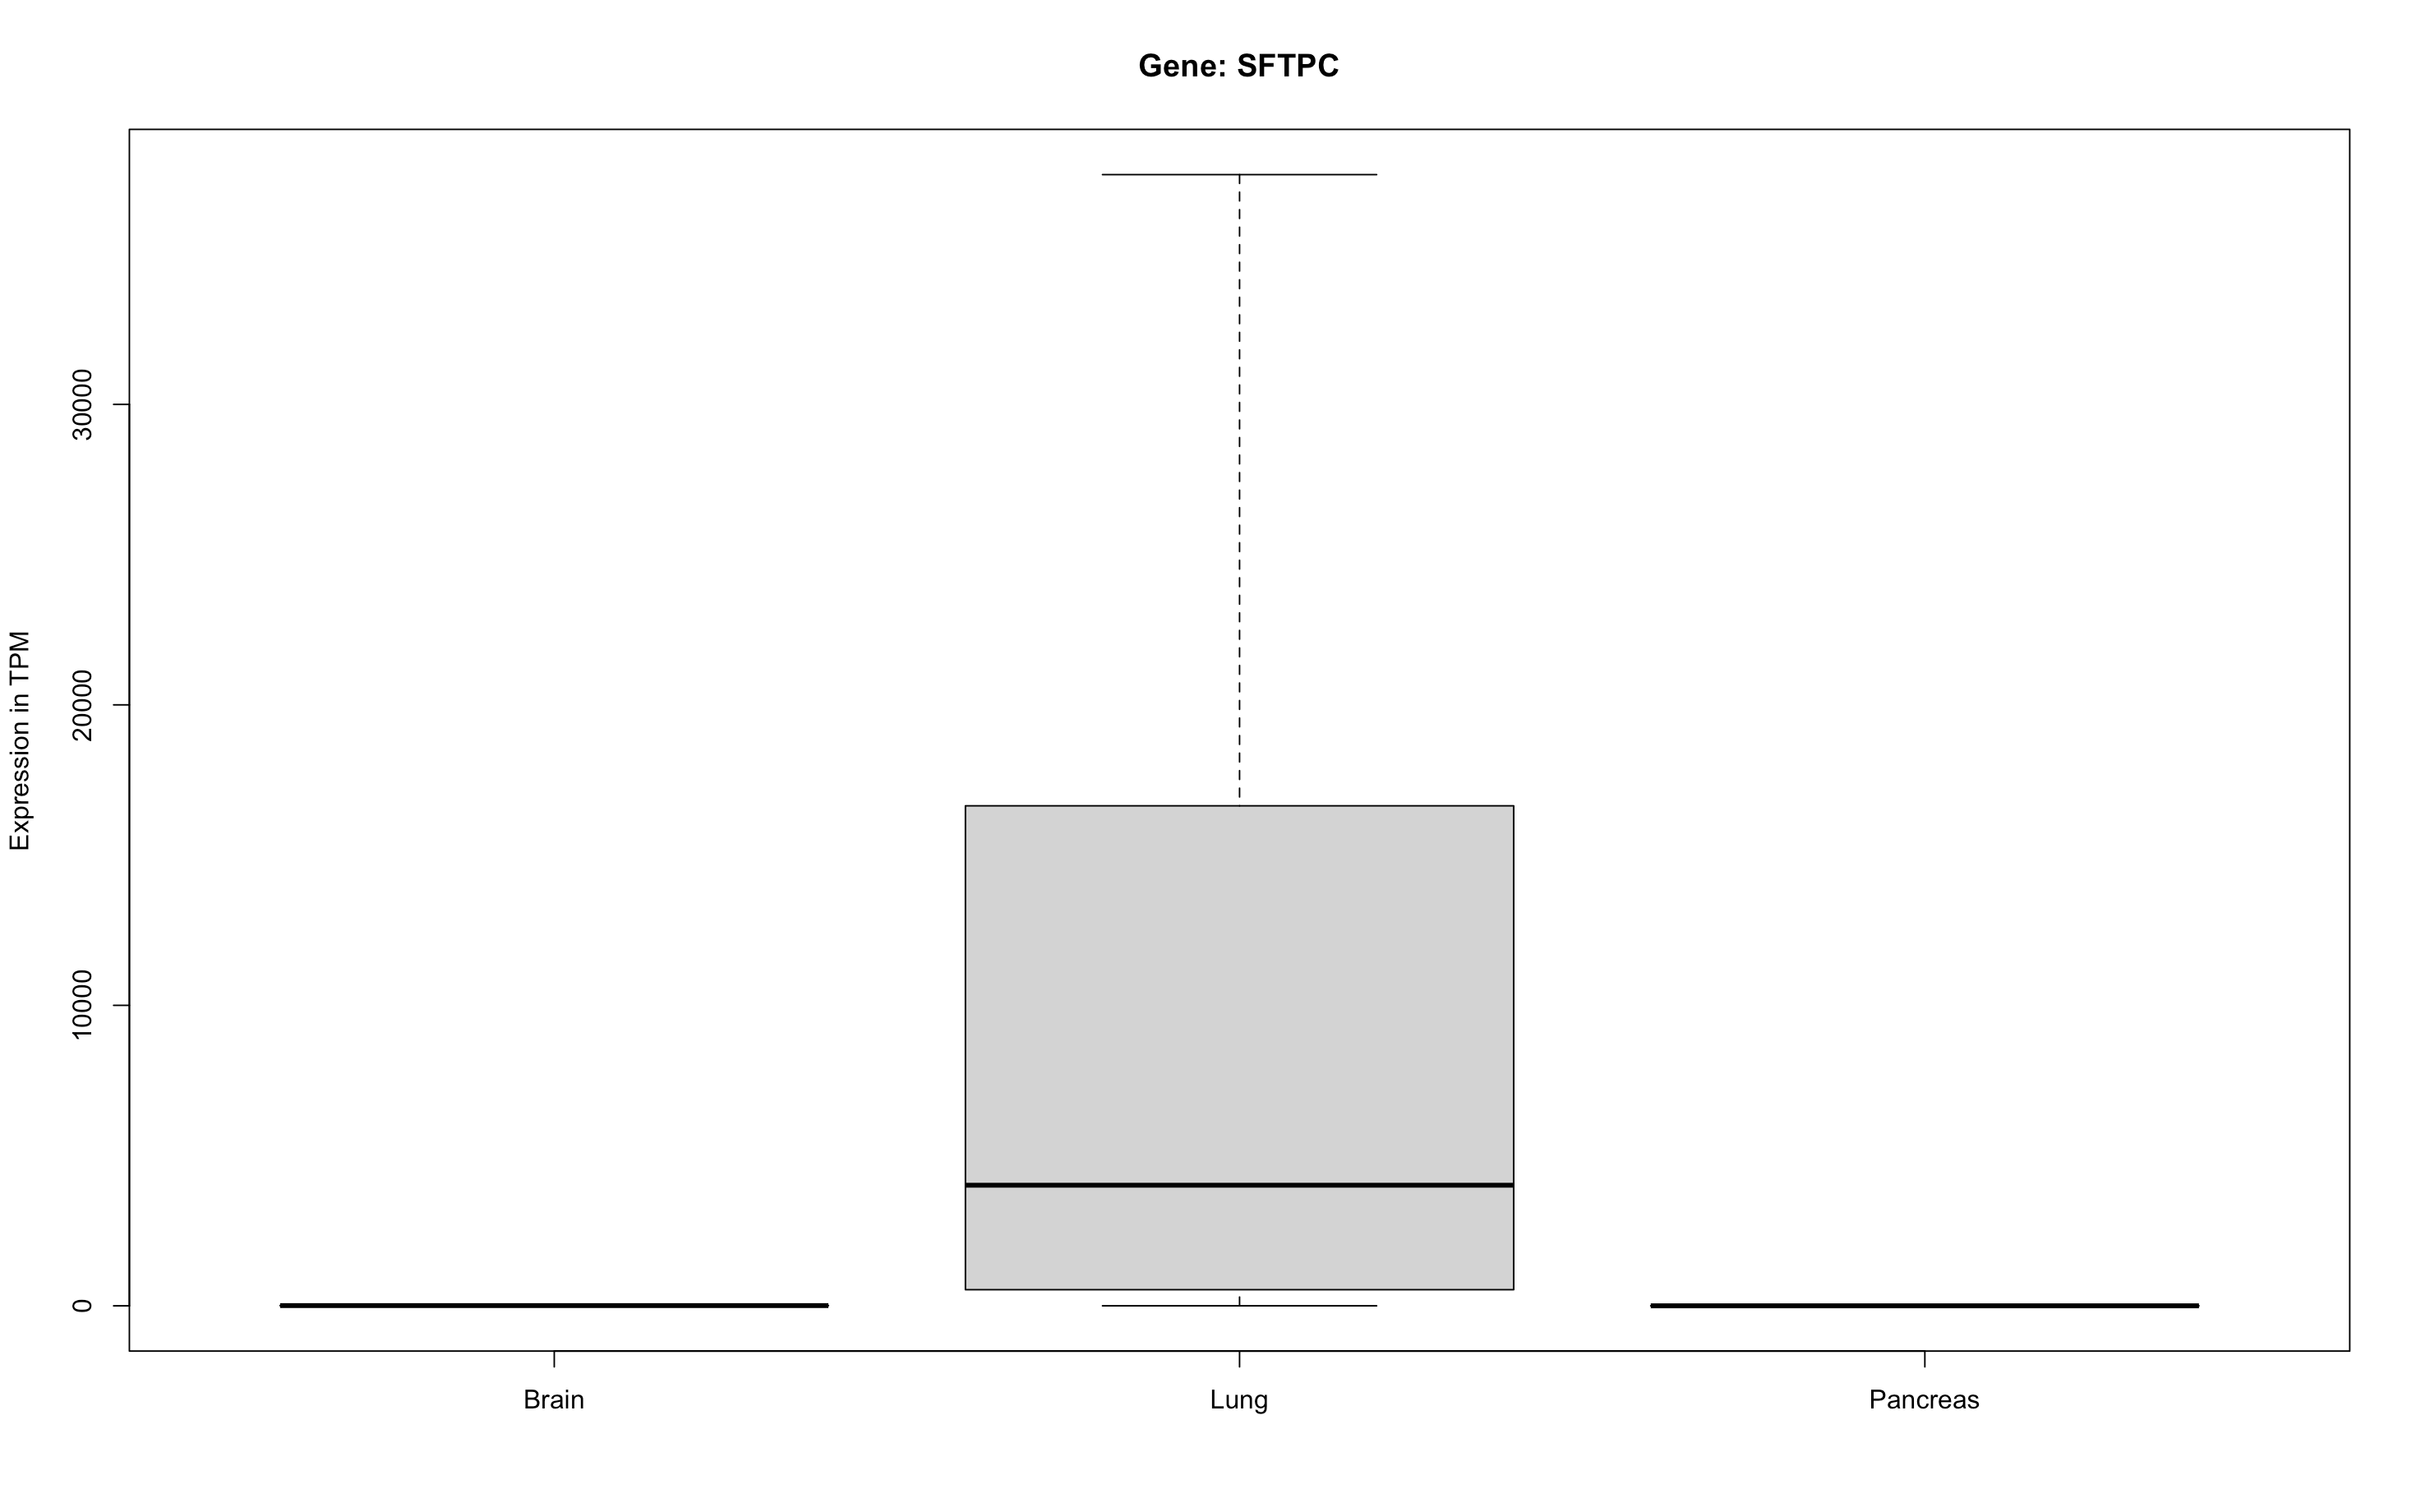 Gene: SFTPC
Expression in TPM
30000
20000
10000
0
Brain
Lung
Pancreas